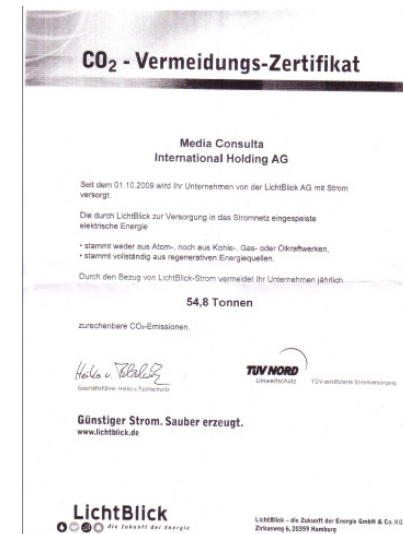 CO₂ - Vermeidungs-Zertifikat
Media Consulta
International Holding AG
Seit dem 01.10.2009 wird Ihr Unternehmen von der LichtBlick AG mit Strom
versorgt.
Die durch LichtBlick zur Versorgung in das Stromnetz eingespeiste
elektrische Energie
• stammt weder aus Atom-, noch aus Kohle-, Gas- oder Ölkraftwerken,
• stammt vollständig aus regenerativen Energiequellen.
Durch den Bezug von LichtBlick-Strom vermeidet Ihr Unternehmen jährlich
54,8 Tonnen
zurechenbare CO₂-Emissionen.
TÜV NORD
Umweltschutz
TÜV-zertifizierte Stromversorgung
Geschäftsführer Heiko v. Tschischwitz
Günstiger Strom. Sauber erzeugt.
www.lichtblick.de
LichtBlick
die Zukunft der Energie
LichtBlick – die Zukunft der Energie GmbH & Co. KG
Zirkusweg 6, 20359 Hamburg